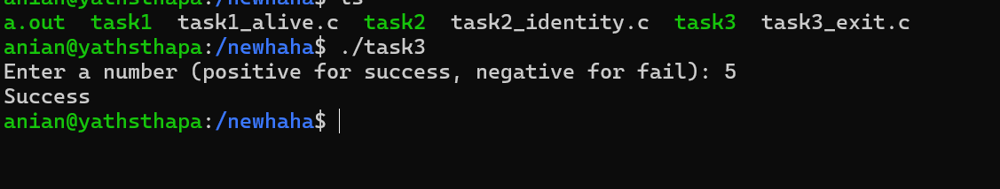 anian@yathsthapa:/newhaha$ ls
a.out task1 task1_alive.c task2 task2_identity.c task3 task3_exit.c
anian@yathsthapa:/newhaha$ ./task3
Enter a number (positive for success, negative for fail): 5
Success
anian@yathsthapa:/newhaha$